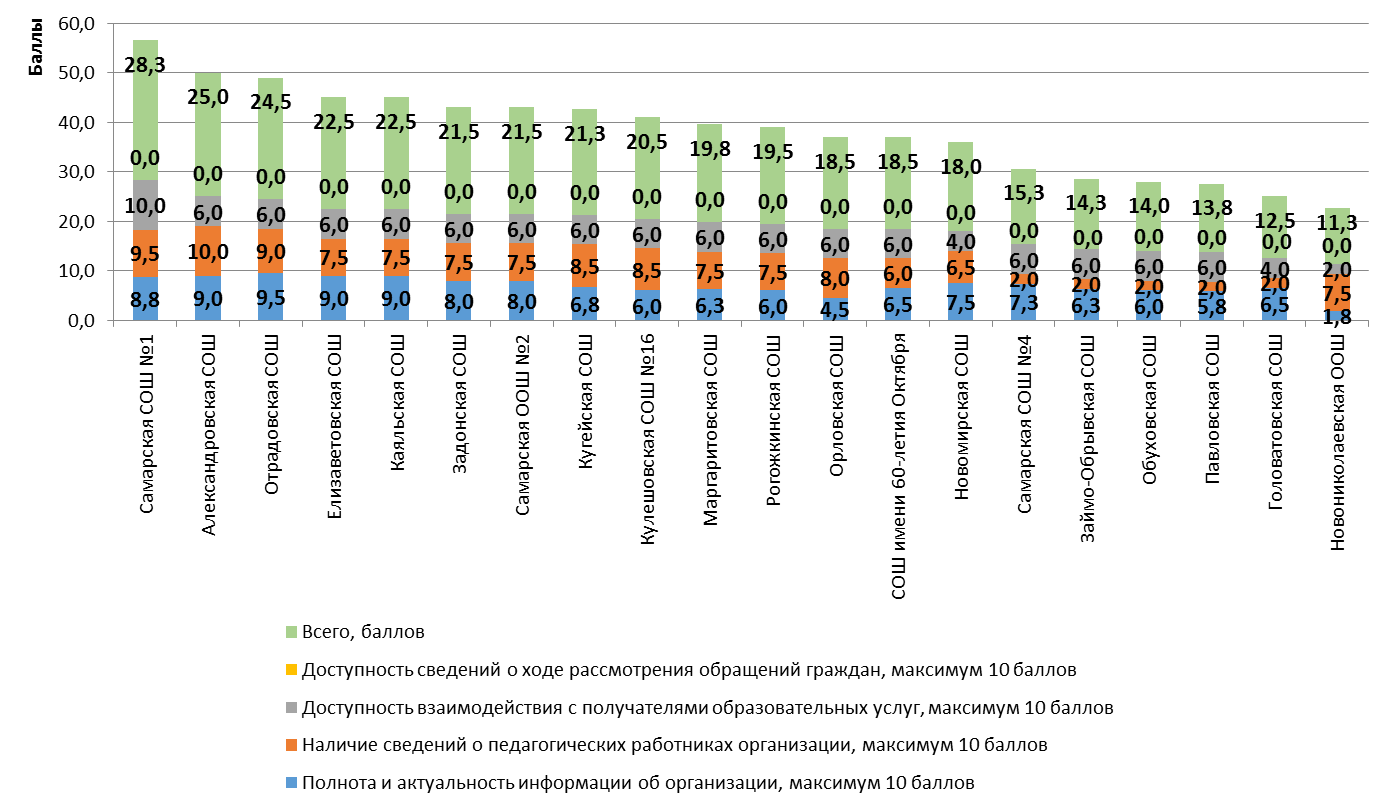 Баллы
60,0
50,0
40,0
30,0
20,0
10,0
0,0
28,3 25,0 24,5 22,5 22,5 21,5 21,5 21,3 20,5 19,8 19,5 18,5 18,5 18,0 15,3 14,3 14,0 13,8 12,5 11,3
0,0 0,0 0,0 0,0 0,0 0,0 0,0 0,0 0,0 0,0 0,0 0,0 0,0 0,0 0,0 0,0 0,0 0,0 0,0 0,0
10,0 6,0 6,0 6,0 6,0 6,0 6,0 6,0 6,0 6,0 6,0 6,0 6,0 4,0 6,0 6,0 6,0 6,0 4,0 2,0
9,5 10,0 9,0 7,5 7,5 7,5 7,5 8,5 8,5 7,5 7,5 8,0 6,0 6,5 2,0 2,0 2,0 2,0 2,0 7,5
8,8 9,0 9,5 9,0 9,0 8,0 8,0 6,8 6,0 6,3 6,0 4,5 6,5 7,5 7,3 6,3 6,0 5,8 6,5 1,8
Самарская СОШ №1
Александровская СОШ
Отрадовская СОШ
Елизаветовская СОШ
Каяльская СОШ
Задонская СОШ
Самарская ООШ №2
Кугейская СОШ
Кулешовская СОШ №16
Маргаритовская СОШ
Рогожкинская СОШ
Орловская СОШ
СОШ имени 60-летия Октября
Новомирская СОШ
Самарская СОШ №4
Займо-Обрывская СОШ
Обуховская СОШ
Павловская СОШ
Головатовская СОШ
Новониколаевская ООШ
Всего, баллов
Доступность сведений о ходе рассмотрения обращений граждан, максимум 10 баллов
Доступность взаимодействия с получателями образовательных услуг, максимум 10 баллов
Наличие сведений о педагогических работниках организации, максимум 10 баллов
Полнота и актуальность информации об организации, максимум 10 баллов